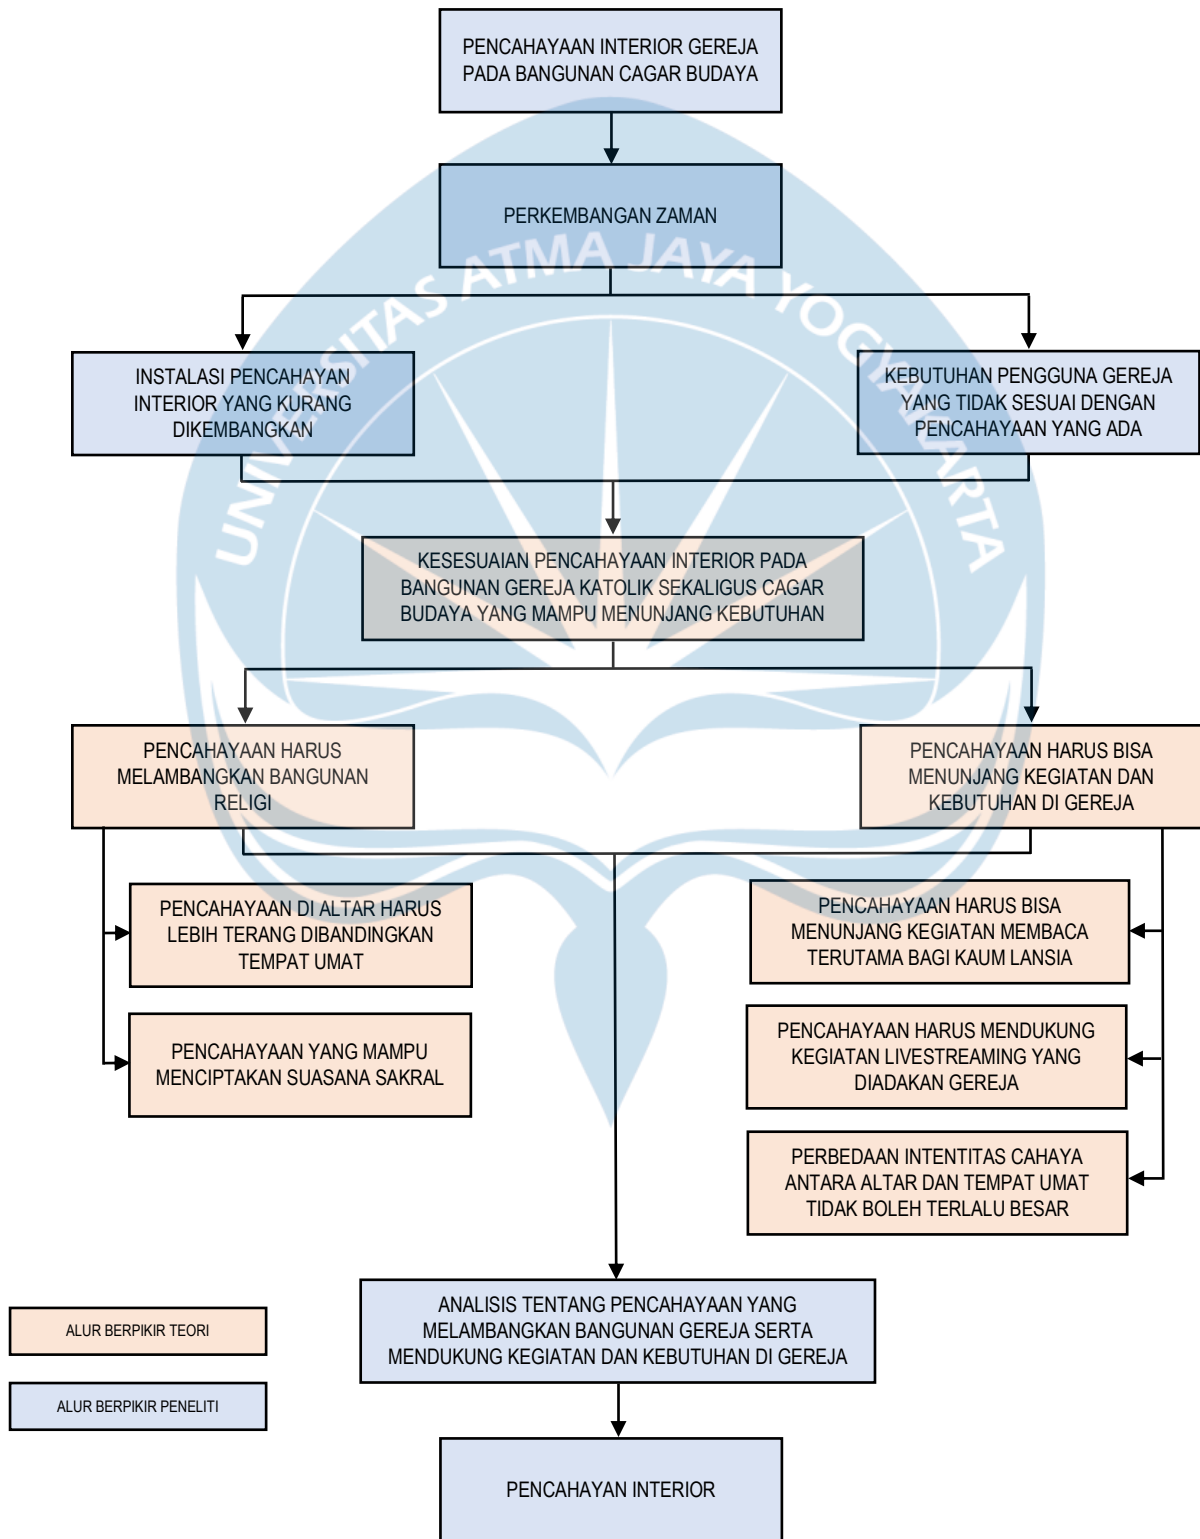 PENCAHAYAAN INTERIOR GEREJA
PADA BANGUNAN CAGAR BUDAYA
PERKEMBANGAN ZAMAN
UNIVERSITAS ATMA JAYA YOGYAKARTA
INSTALASI PENCAHAYAN
INTERIOR YANG KURANG
DIKEMBANGKAN
KEBUTUHAN PENGGUNA GEREJA
YANG TIDAK SESUAI DENGAN
PENCAHAYAAN YANG ADA
KESESUAIAN PENCAHAYAAN INTERIOR PADA
BANGUNAN GEREJA KATOLIK SEKALIGUS CAGAR
BUDAYA YANG MAMPU MENUNJANG KEBUTUHAN
PENCAHAYAAN HARUS
MELAMBANGKAN BANGUNAN
RELIGI
PENCAHAYAAN HARUS BISA
MENUNJANG KEGIATAN DAN
KEBUTUHAN DI GEREJA
PENCAHAYAAN DI ALTAR HARUS
LEBIH TERANG DIBANDINGKAN
TEMPAT UMAT
PENCAHAYAAN YANG MAMPU
MENCIPTAKAN SUASANA SAKRAL
PENCAHAYAAN HARUS BISA
MENUNJANG KEGIATAN MEMBACA
TERUTAMA BAGI KAUM LANSIA
PENCAHAYAAN HARUS MENDUKUNG
KEGIATAN LIVESTREAMING YANG
DIADAKAN GEREJA
PERBEDAAN INTENTITAS CAHAYA
ANTARA ALTAR DAN TEMPAT UMAT
TIDAK BOLEH TERLALU BESAR
ANALISIS TENTANG PENCAHAYAAN YANG
MELAMBANGKAN BANGUNAN GEREJA SERTA
MENDUKUNG KEGIATAN DAN KEBUTUHAN DI GEREJA
ALUR BERPIKIR TEORI
ALUR BERPIKIR PENELITI
PENCAHAYAN INTERIOR